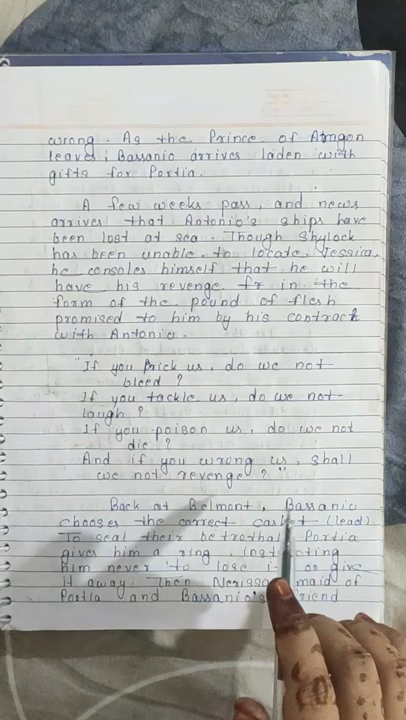 wrong. As the Prince of Aragon
leaves, Bassanio arrives laden with
gifts for Portia.
A few weeks pass, and news
arrives that Antonio's ships have
been lost at sea. Though Shylock
has been unable to locate Jessica,
he consoles himself that he will
have his revenge in the
form of the pound of flesh
promised to him by his contract
with Antonio.
"If you prick us, do we not
bleed ?
If you tackle us, do we not
laugh ?
If you poison us, do we not
die ?
And if you wrong us, shall
we not revenge ?"
Back at Belmont, Bassanio
chooses the correct casket (lead).
To seal their betrothal Portia
gives him a ring,
him never to lose or give
it away. Then Nerissa maid of
Portia and Bassanio's